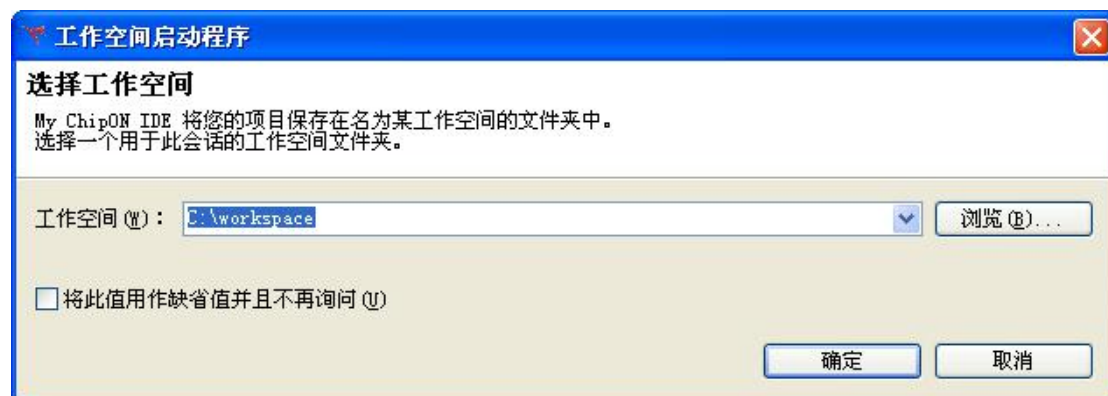 工作空间启动程序
选择工作空间
My ChipON IDE 将您的项目保存在名为某工作空间的文件夹中。
选择一个用于此会话的工作空间文件夹。
工作空间(W)： C:\workspace 浏览(B)...
将此值用作缺省值并且不再询问(U)
确定 取消